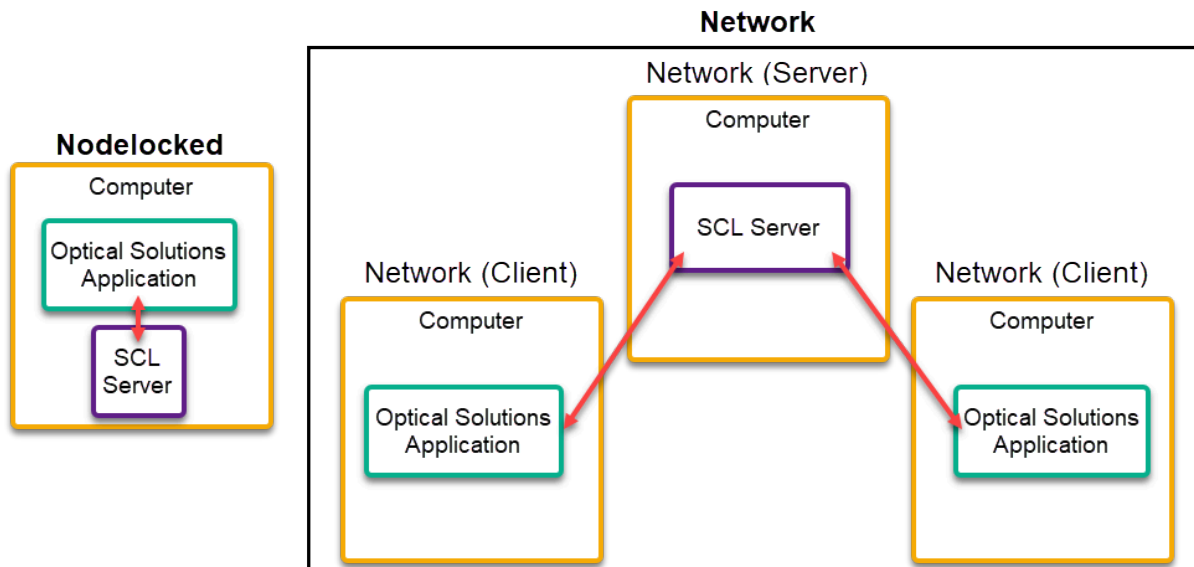 Nodelocked
Computer
Optical Solutions
Application
SCL
Server
Network
Network (Server)
Computer
SCL Server
Network (Client)
Computer
Optical Solutions
Application
Network (Client)
Computer
Optical Solutions
Application